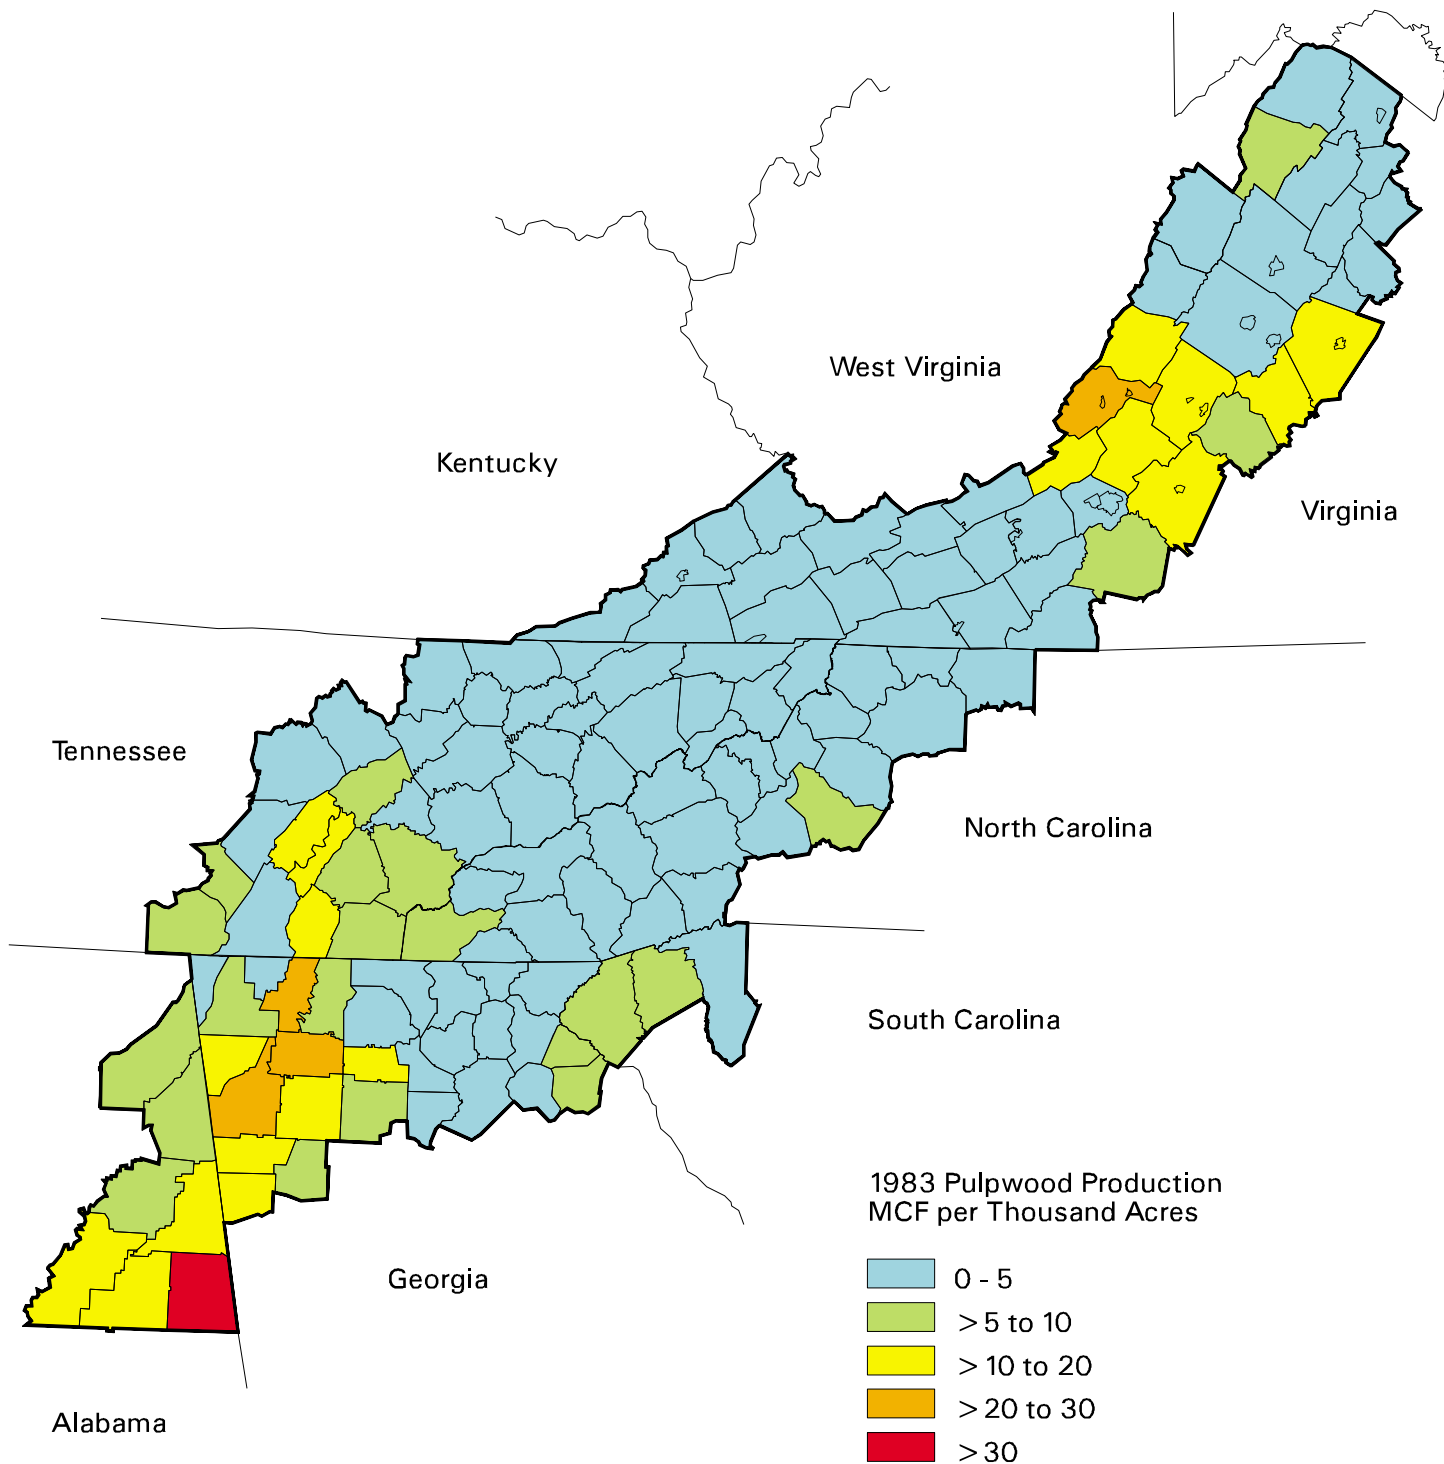 West Virginia
Kentucky
Virginia
Tennessee
North Carolina
South Carolina
Georgia
Alabama
1983 Pulpwood Production
MCF per Thousand Acres
0 - 5
> 5 to 10
> 10 to 20
> 20 to 30
> 30